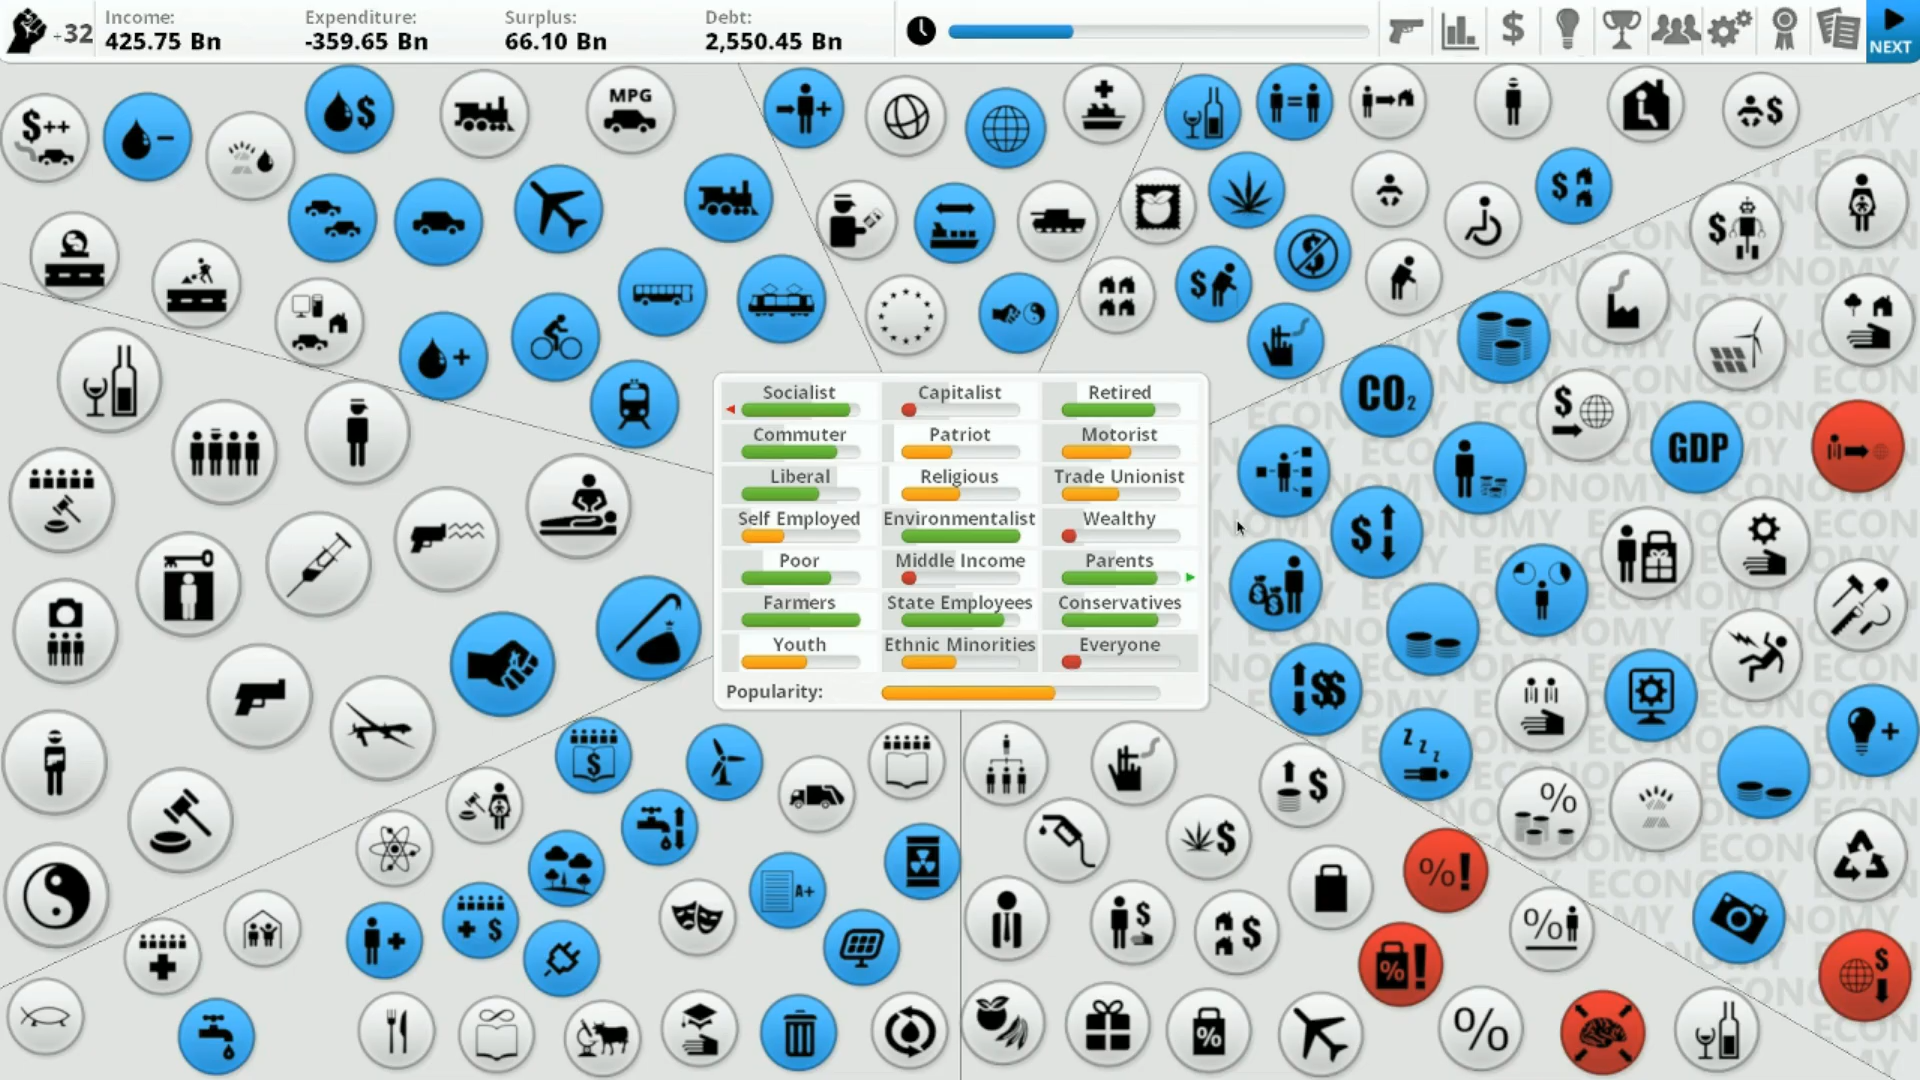 +32
Income:
425.75 Bn
Expenditure:
-359.65 Bn
Surplus:
66.10 Bn
Debt:
2,550.45 Bn
NEXT
$++
$
MPG
$
$
$
$
$
$
CO₂
GDP
$
$
$$
z z z
%
Socialist
Capitalist
Retired
Commuter
Patriot
Motorist
Liberal
Religious
Trade Unionist
Self Employed
Environmentalist
Wealthy
Poor
Middle Income
Parents
Farmers
State Employees
Conservatives
Youth
Ethnic Minorities
Everyone
Popularity:
$
A+
$
$
$
$
$
%!
%!
%
%
%
$
ECONOMY